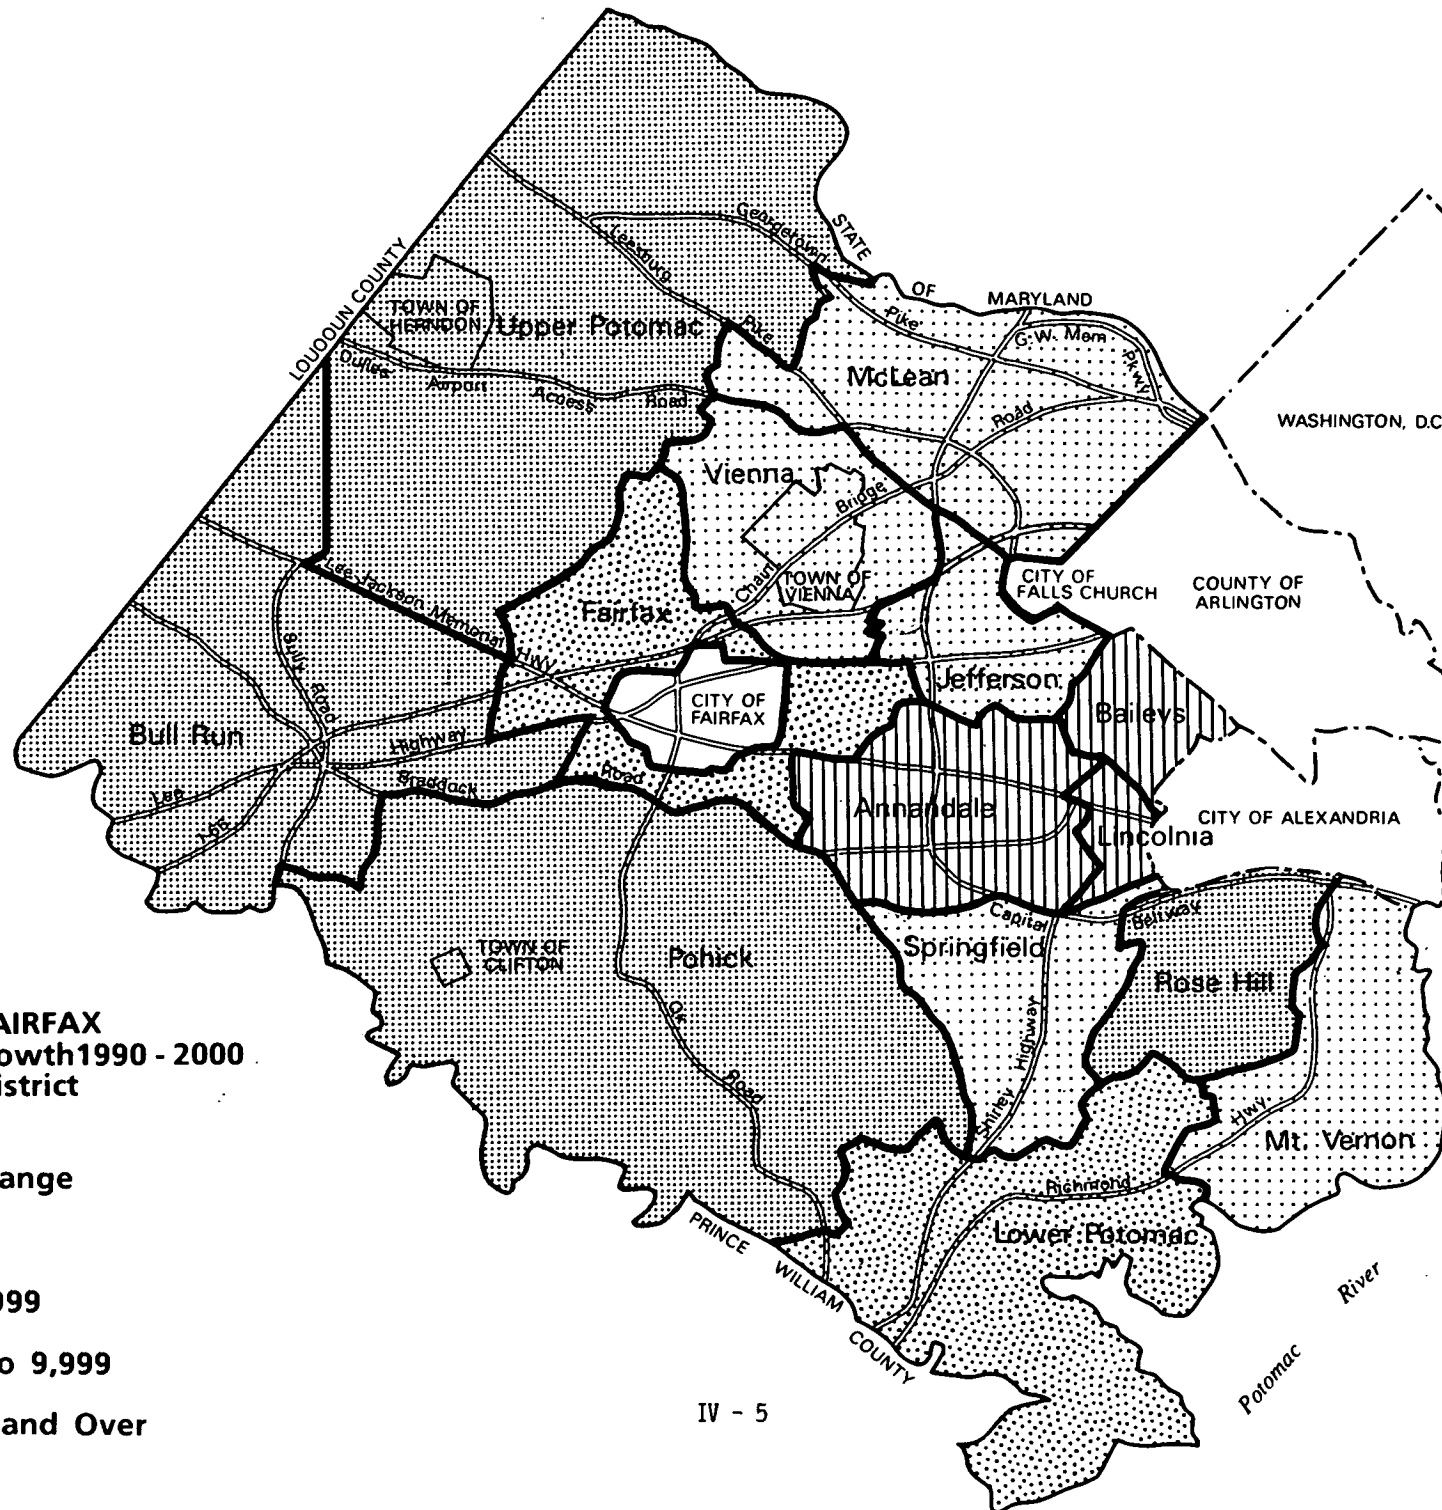 STATE
OF
MARYLAND
Georgetown
Pike
Leesburg
Pike
G.W. Mem
Pkwy
LOUDOUN COUNTY
TOWN OF
HERNDON
Upper Potomac
McLean
Dulles
Airport
Access
Road
Road
WASHINGTON, D.C
Vienna
Bridge
Chain
TOWN OF
VIENNA
CITY OF
FALLS CHURCH
COUNTY OF
ARLINGTON
Lee Jackson Memorial
HWY
Fairfax
Sully
Road
Jefferson
CITY OF
FAIRFAX
Baileys
Bull Run
Highway
Lee
I-66
Braddock
Road
Annandale
Lincolnia
CITY OF ALEXANDRIA
Capital
Beltway
TOWN OF
CLIFTON
Pohick
Springfield
Rose Hill
Ox
Road
Shirley
Highway
Hwy.
Mt. Vernon
Richmond
Lower Potomac
PRINCE
WILLIAM
COUNTY
Potomac
River
AIRFAX
owth1990 - 2000
istrict
ange
999
o 9,999
and Over
IV - 5